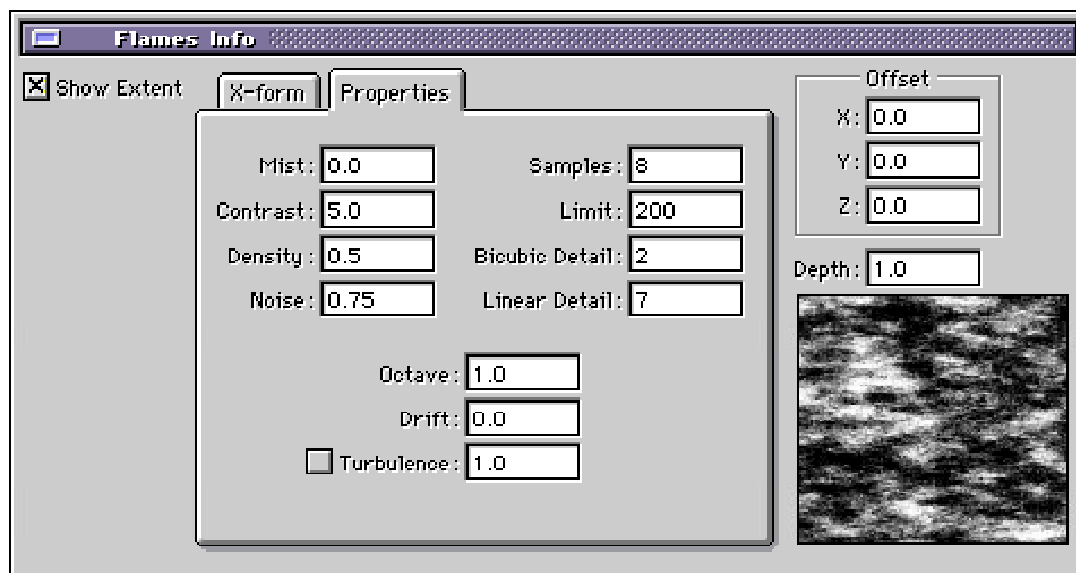 Flames Info
Show Extent
X-form
Properties
Mist: 0.0
Contrast: 5.0
Density: 0.5
Noise: 0.75
Samples: 8
Limit: 200
Bicubic Detail: 2
Linear Detail: 7
Octave: 1.0
Drift: 0.0
Turbulence: 1.0
Offset
X: 0.0
Y: 0.0
Z: 0.0
Depth: 1.0